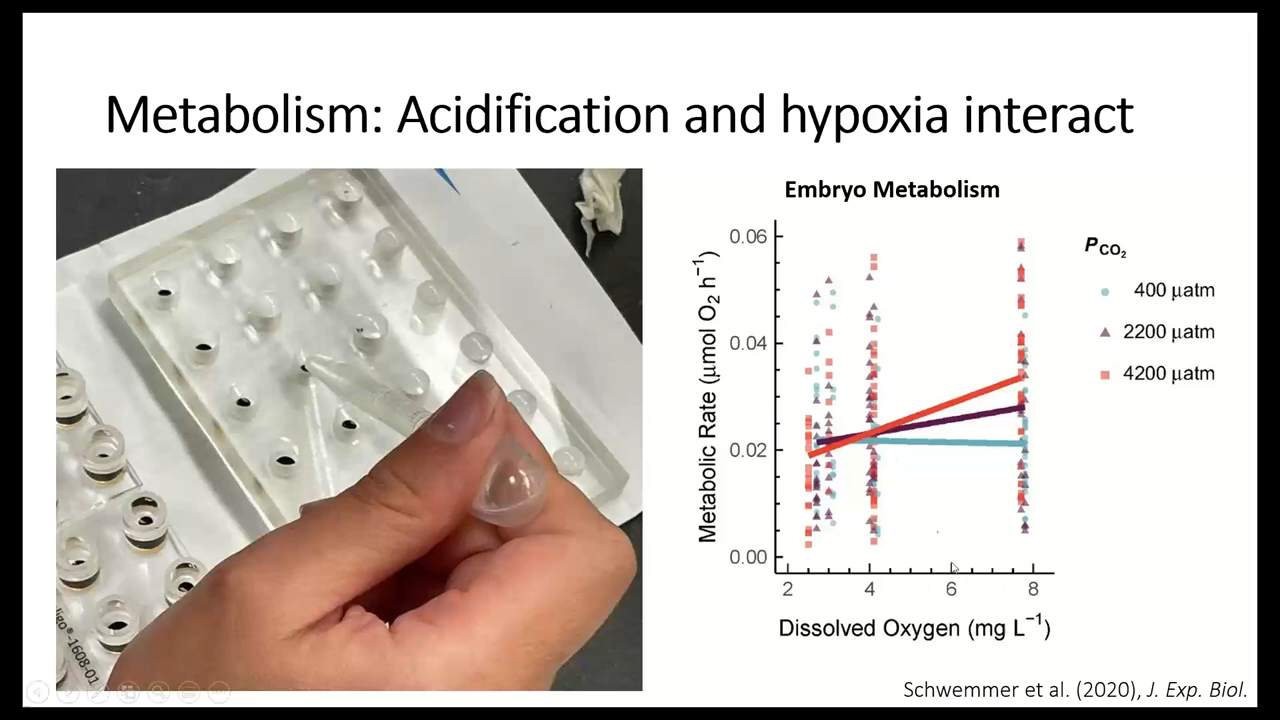 Metabolism: Acidification and hypoxia interact
Embryo Metabolism
Metabolic Rate (μmol O₂ h⁻¹)
0.06
0.04
0.02
0.00
2 4 6 8
Dissolved Oxygen (mg L⁻¹)
PCO₂
400 μatm
2200 μatm
4200 μatm
-1608-01
Schwemmer et al. (2020), J. Exp. Biol.